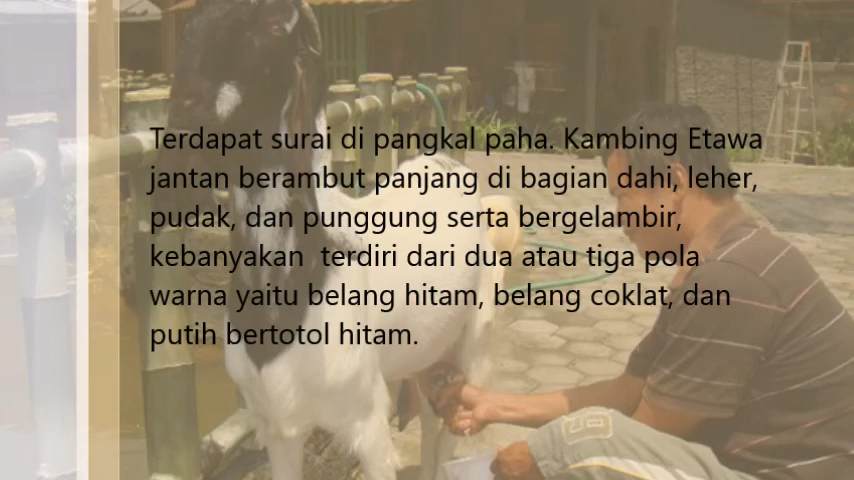 Terdapat surai di pangkal paha. Kambing Etawa
jantan berambut panjang di bagian dahi, leher,
pudak, dan punggung serta bergelambir,
kebanyakan  terdiri dari dua atau tiga pola
warna yaitu belang hitam, belang coklat, dan
putih bertotol hitam.